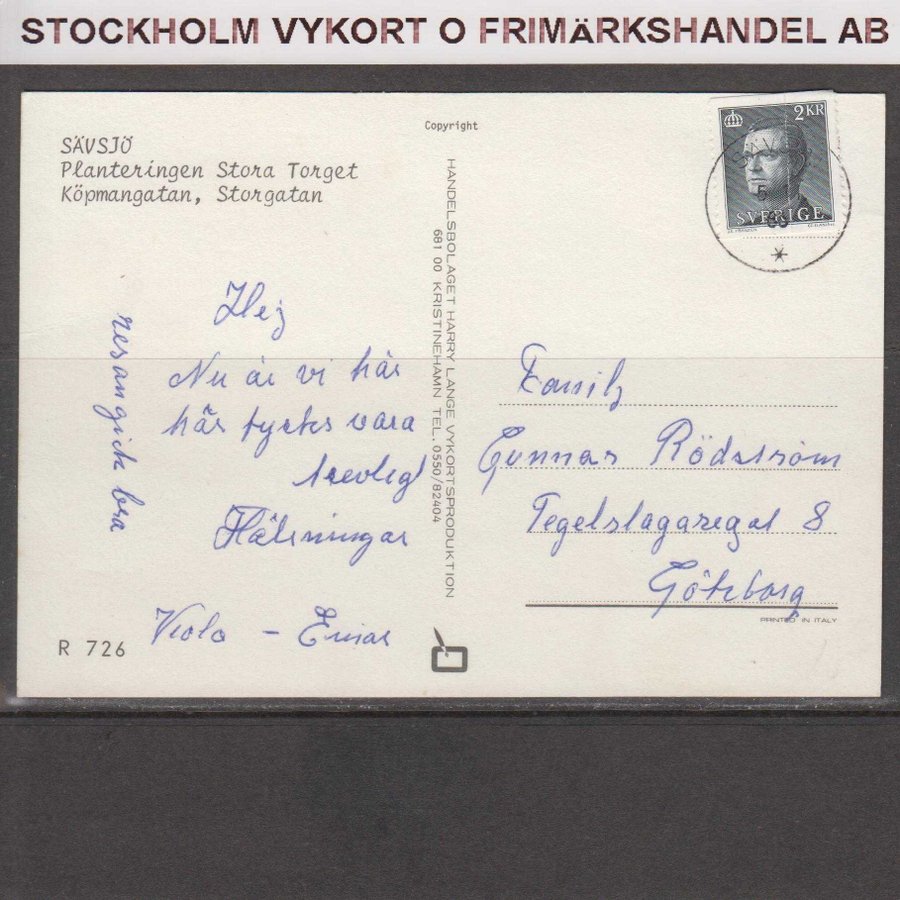 STOCKHOLM VYKORT O FRIMÄRKSHANDEL AB
SÄVSJÖ
Planteringen Stora Torget
Köpmangatan, Storgatan
Copyright
HANDELSBOLAGET HARRY LANGE VYKORTSPRODUKTION
681 00 KRISTINEHAMN TEL. 0550/82404
2 KR
SVERIGE
5
Hej
Nu är vi här
här tycks vara
trevligt
Hälsningar
Viola - Einar
resan gick bra
Familj
Gunnar Rödström
Tegelslagaregat 8
Göteborg
PRINTED IN ITALY
R 726